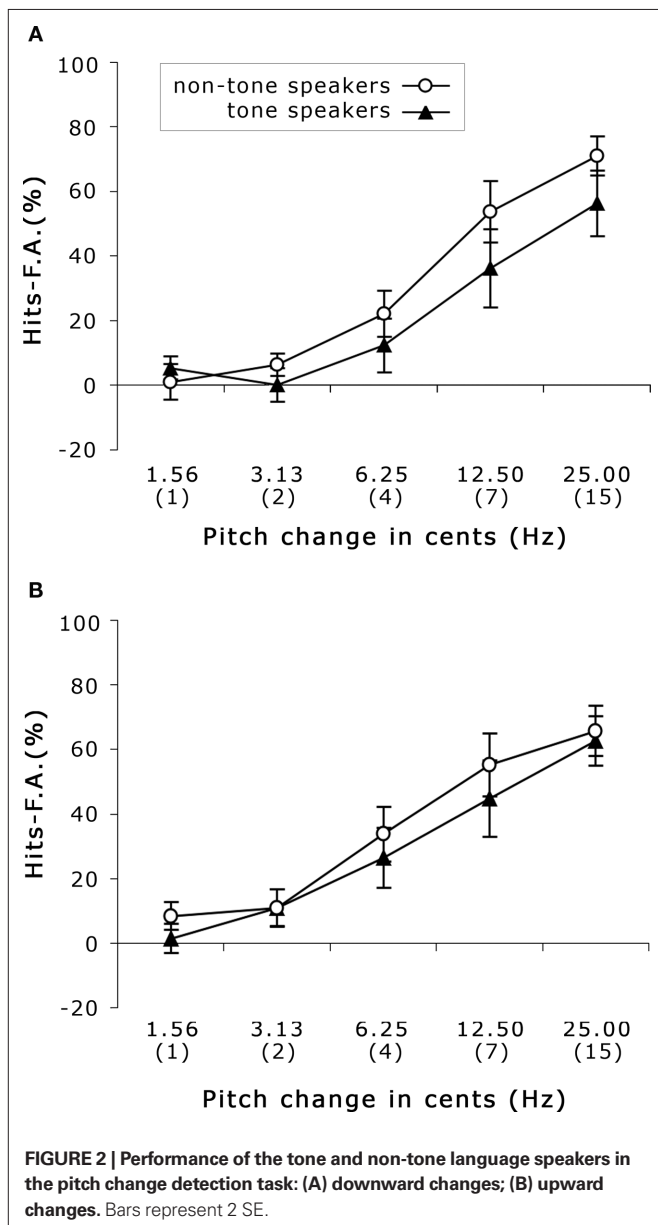 A
100
80
60
40
20
0
-20
Hits-F.A.(%)
non-tone speakers
tone speakers
1.56 3.13 6.25 12.50 25.00
(1) (2) (4) (7) (15)
Pitch change in cents (Hz)
B
100
80
60
40
20
0
-20
Hits-F.A.(%)
1.56 3.13 6.25 12.50 25.00
(1) (2) (4) (7) (15)
Pitch change in cents (Hz)
FIGURE 2 | Performance of the tone and non-tone language speakers in
the pitch change detection task: (A) downward changes; (B) upward
changes. Bars represent 2 SE.